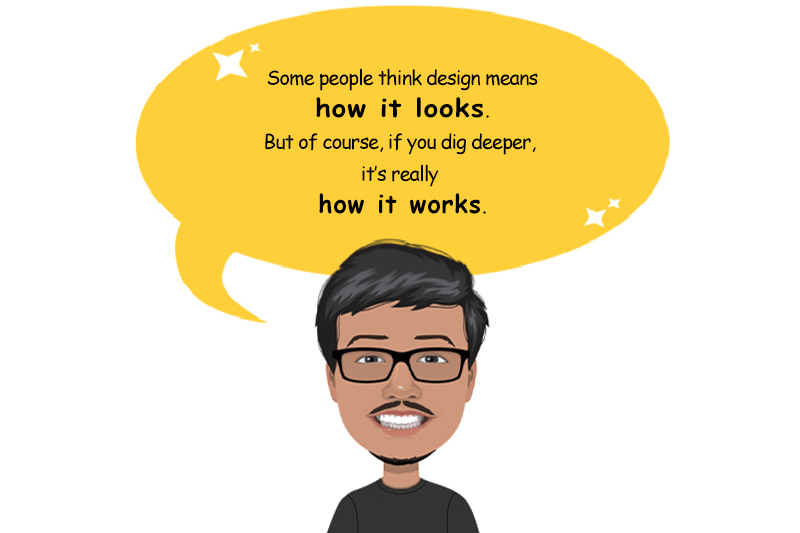 Some people think design means
how it looks.
But of course, if you dig deeper,
it's really
how it works.